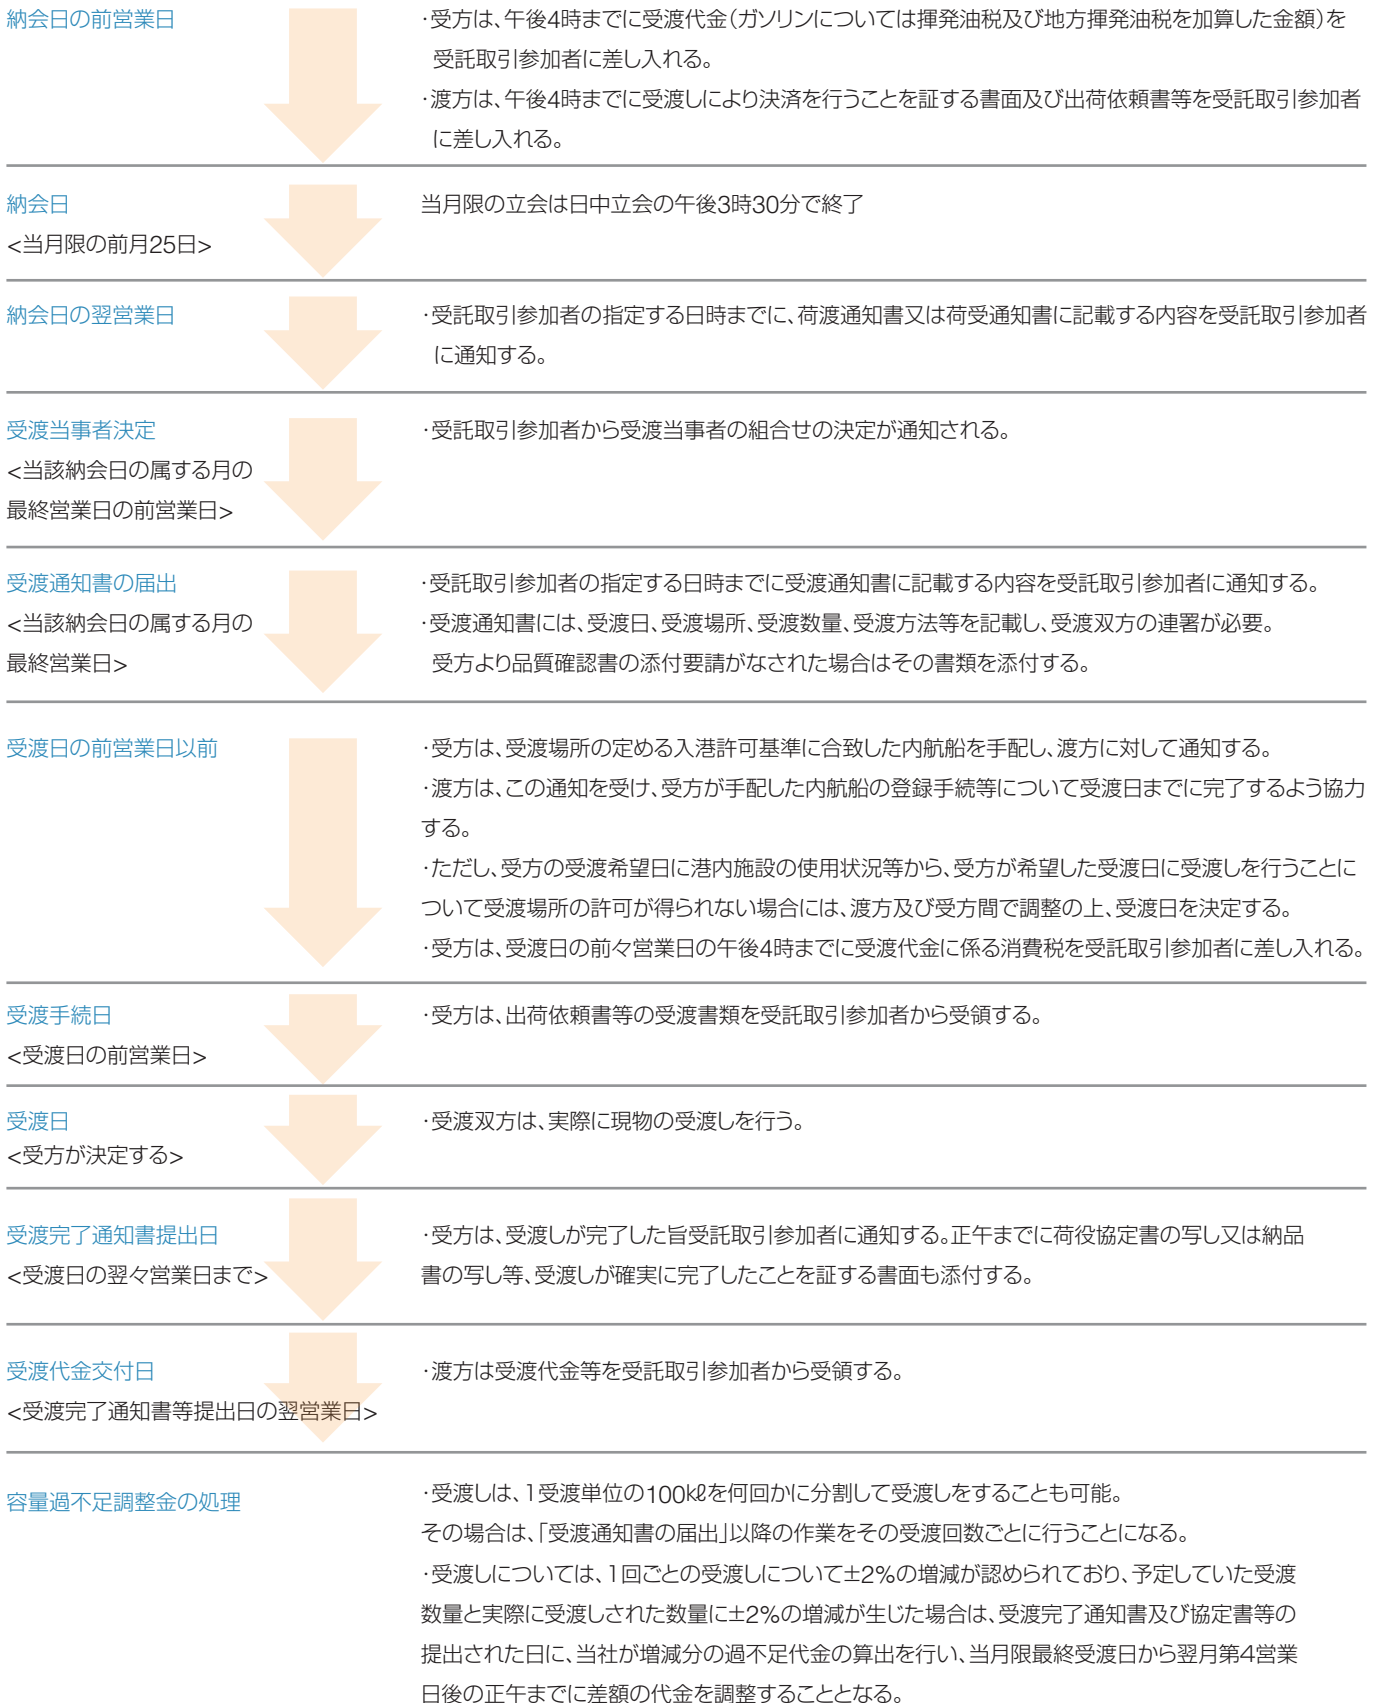 納会日の前営業日
・受方は、午後4時までに受渡代金（ガソリンについては揮発油税及び地方揮発油税を加算した金額）を
受託取引参加者に差し入れる。
・渡方は、午後4時までに受渡しにより決済を行うことを証する書面及び出荷依頼書等を受託取引参加者
に差し入れる。
納会日
<当月限の前月25日>
当月限の立会は日中立会の午後3時30分で終了
納会日の翌営業日
・受託取引参加者の指定する日時までに、荷渡通知書又は荷受通知書に記載する内容を受託取引参加者
に通知する。
受渡当事者決定
<当該納会日の属する月の
最終営業日の前営業日>
・受託取引参加者から受渡当事者の組合せの決定が通知される。
受渡通知書の届出
<当該納会日の属する月の
最終営業日>
・受託取引参加者の指定する日時までに受渡通知書に記載する内容を受託取引参加者に通知する。
・受渡通知書には、受渡日、受渡場所、受渡数量、受渡方法等を記載し、受渡双方の連署が必要。
受方より品質確認書の添付要請がなされた場合はその書類を添付する。
受渡日の前営業日以前
・受方は、受渡場所の定める入港許可基準に合致した内航船を手配し、渡方に対して通知する。
・渡方は、この通知を受け、受方が手配した内航船の登録手続等について受渡日までに完了するよう協力
する。
・ただし、受方の受渡希望日に港内施設の使用状況等から、受方が希望した受渡日に受渡しを行うことに
ついて受渡場所の許可が得られない場合には、渡方及び受方間で調整の上、受渡日を決定する。
・受方は、受渡日の前々営業日の午後4時までに受渡代金に係る消費税を受託取引参加者に差し入れる。
受渡手続日
<受渡日の前営業日>
・受方は、出荷依頼書等の受渡書類を受託取引参加者から受領する。
受渡日
<受方が決定する>
・受渡双方は、実際に現物の受渡しを行う。
受渡完了通知書提出日
<受渡日の翌々営業日まで>
・受方は、受渡しが完了した旨受託取引参加者に通知する。正午までに荷役協定書の写し又は納品
書の写し等、受渡しが確実に完了したことを証する書面も添付する。
受渡代金交付日
<受渡完了通知書等提出日の翌営業日>
・渡方は受渡代金等を受託取引参加者から受領する。
容量過不足調整金の処理
・受渡しは、1受渡単位の100㎘を何回かに分割して受渡しをすることも可能。
その場合は、「受渡通知書の届出」以降の作業をその受渡回数ごとに行うことになる。
・受渡しについては、1回ごとの受渡しについて±2%の増減が認められており、予定していた受渡
数量と実際に受渡しされた数量に±2%の増減が生じた場合は、受渡完了通知書及び協定書等の
提出された日に、当社が増減分の過不足代金の算出を行い、当月限最終受渡日から翌月第4営業
日後の正午までに差額の代金を調整することとなる。